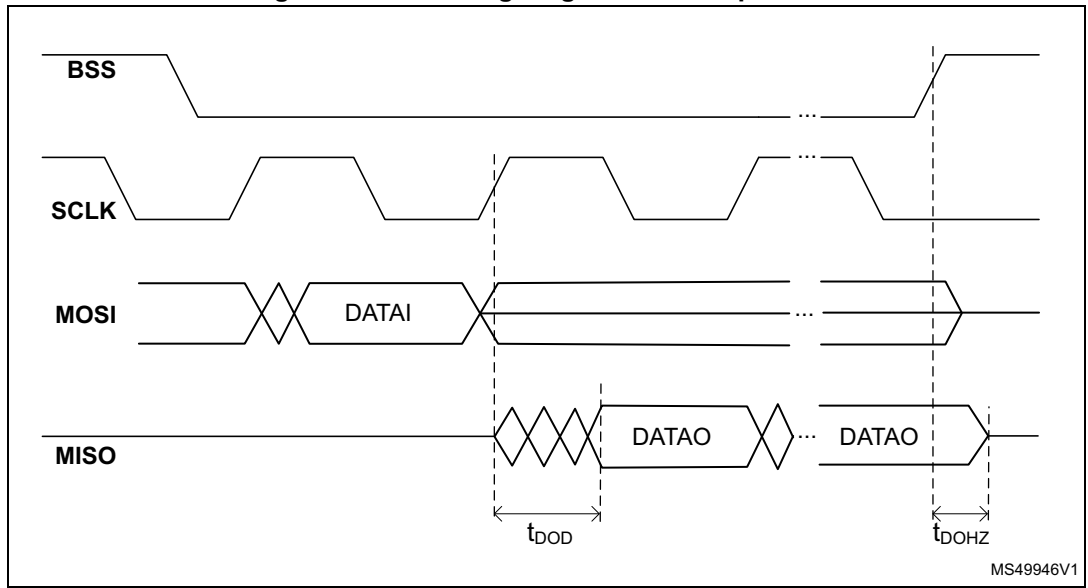 BSS
...
...
SCLK
MOSI
DATAI
...
MISO
DATAO
...
DATAO
tDOD
tDOHZ
MS49946V1